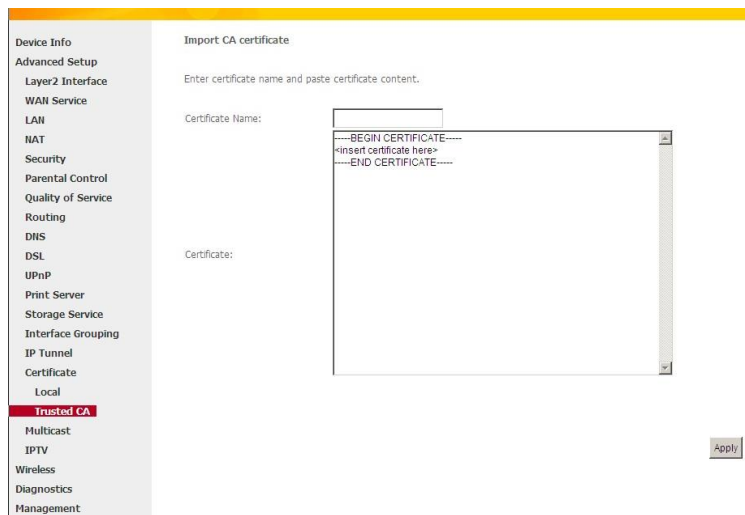 Device Info
Advanced Setup
Layer2 Interface
WAN Service
LAN
NAT
Security
Parental Control
Quality of Service
Routing
DNS
DSL
UPnP
Print Server
Storage Service
Interface Grouping
IP Tunnel
Certificate
Local
Trusted CA
Multicast
IPTV
Wireless
Diagnostics
Management
Import CA certificate
Enter certificate name and paste certificate content.
Certificate Name:
Certificate:
-----BEGIN CERTIFICATE-----
<insert certificate here>
-----END CERTIFICATE-----
Apply